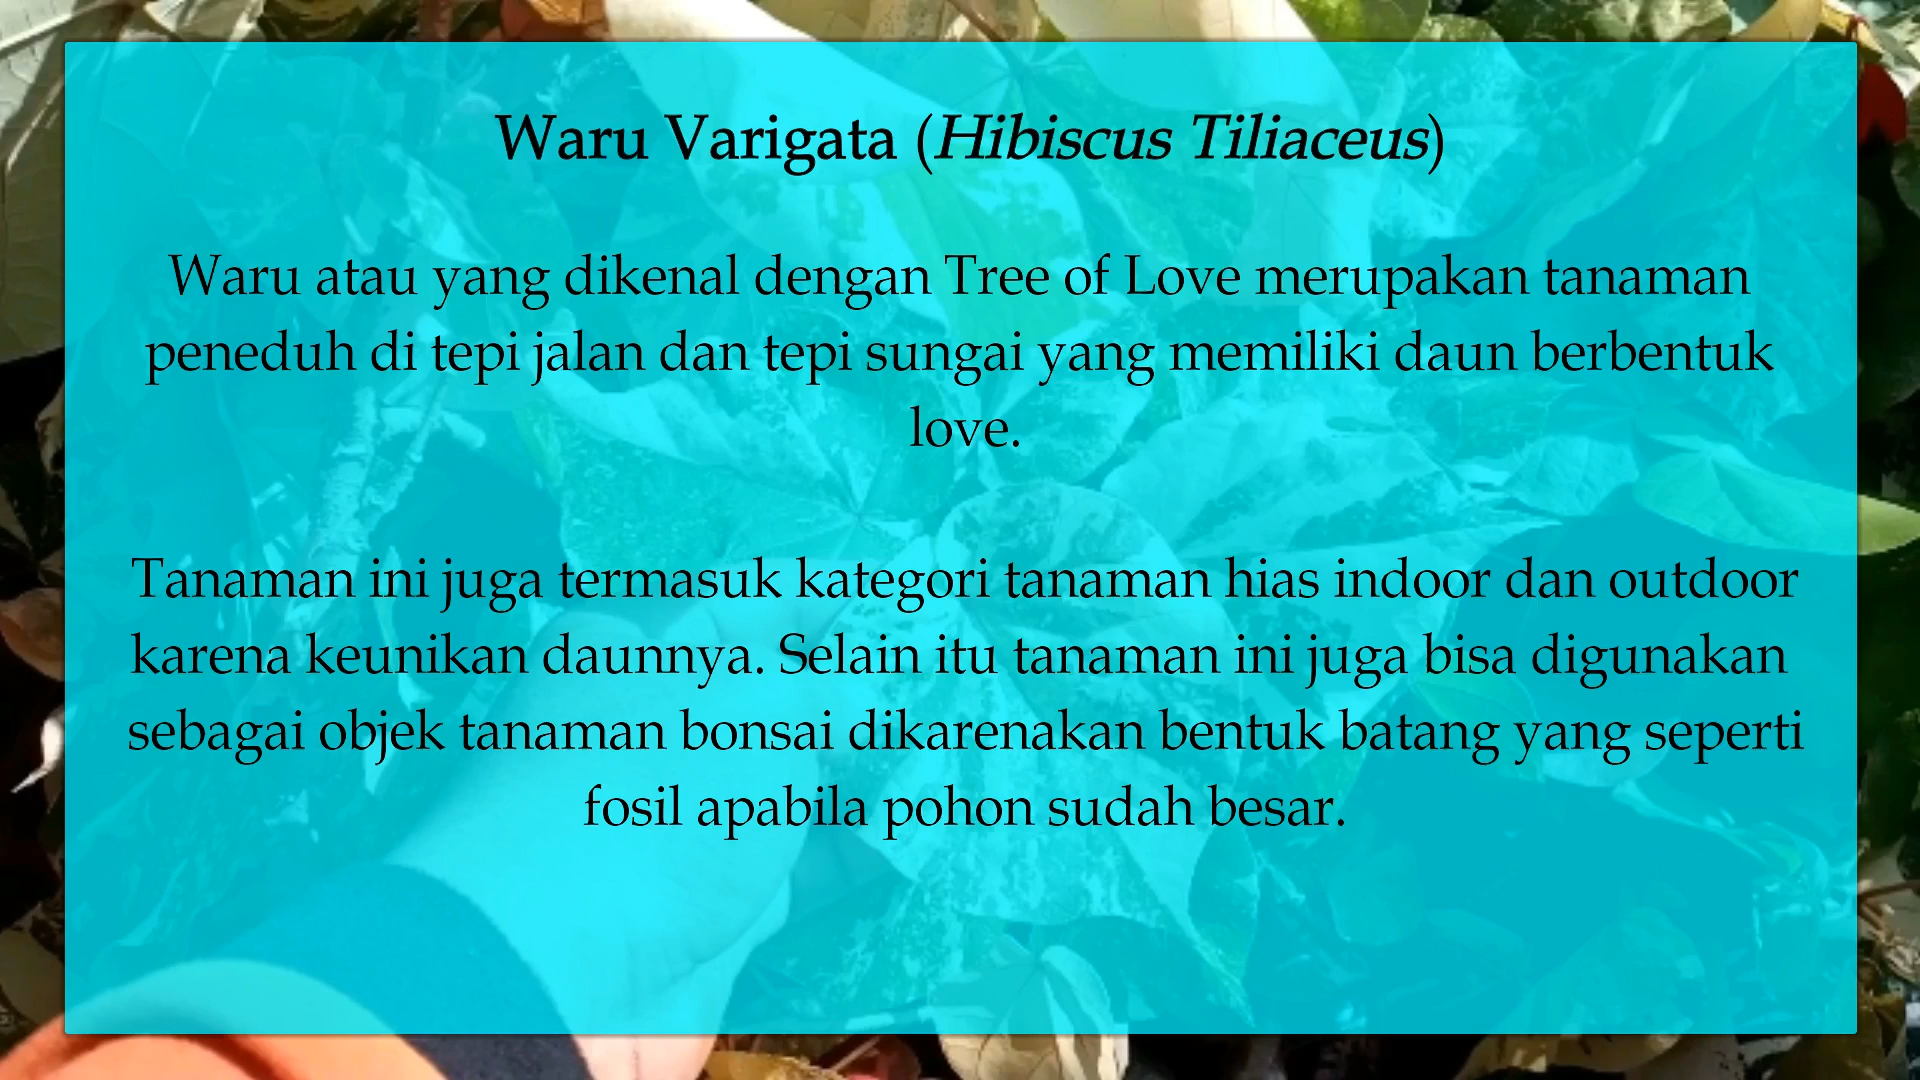 Waru Varigata (Hibiscus Tiliaceus)
Waru atau yang dikenal dengan Tree of Love merupakan tanaman
peneduh di tepi jalan dan tepi sungai yang memiliki daun berbentuk
love.
Tanaman ini juga termasuk kategori tanaman hias indoor dan outdoor
karena keunikan daunnya. Selain itu tanaman ini juga bisa digunakan
sebagai objek tanaman bonsai dikarenakan bentuk batang yang seperti
fosil apabila pohon sudah besar.